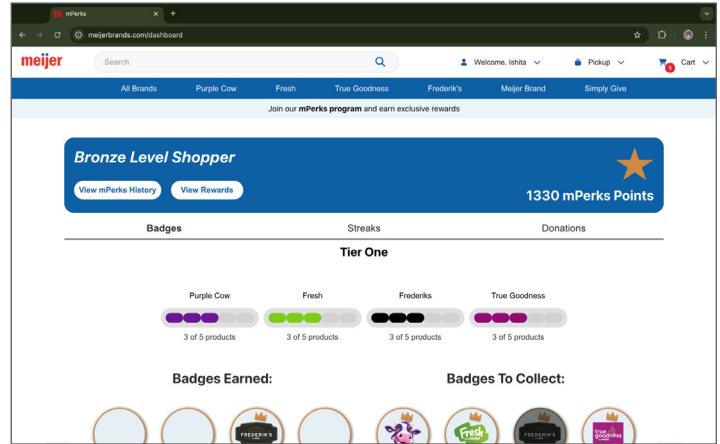 mPerks
meijerbrands.com/dashboard
meijer
Search
Welcome, Ishita
Pickup
3
Cart
All Brands
Purple Cow
Fresh
True Goodness
Frederik's
Meijer Brand
Simply Give
Join our mPerks program and earn exclusive rewards
Bronze Level Shopper
View mPerks History
View Rewards
1330 mPerks Points
Badges
Streaks
Donations
Tier One
Purple Cow
Fresh
Frederiks
True Goodness
3 of 5 products
3 of 5 products
3 of 5 products
3 of 5 products
Badges Earned:
Badges To Collect:
FREDERIK'S
Fresh
FREDERIK'S
true goodness